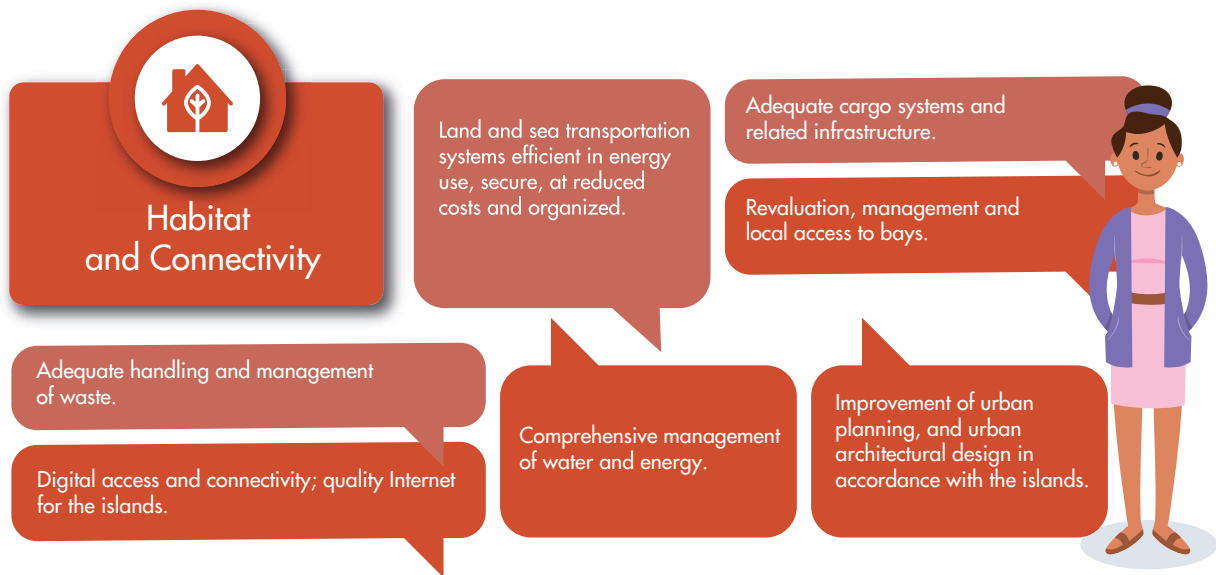 Habitat
and Connectivity
Land and sea transportation
systems efficient in energy
use, secure, at reduced
costs and organized.
Adequate cargo systems and
related infrastructure.
Revaluation, management and
local access to bays.
Adequate handling and management
of waste.
Digital access and connectivity; quality Internet
for the islands.
Comprehensive management
of water and energy.
Improvement of urban
planning, and urban
architectural design in
accordance with the islands.